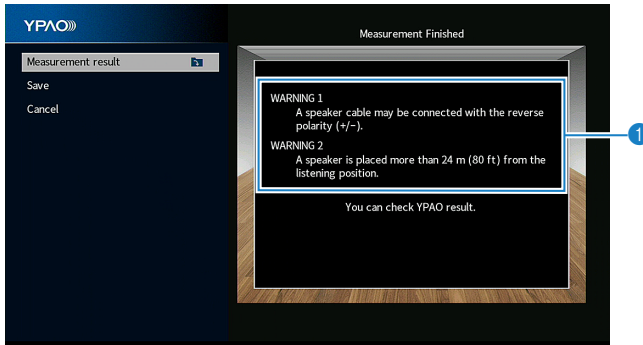 YPAO
Measurement Finished
Measurement result
Save
Cancel
WARNING 1
A speaker cable may be connected with the reverse
polarity (+/-).
WARNING 2
A speaker is placed more than 24 m (80 ft) from the
listening position.
You can check YPAO result.
1